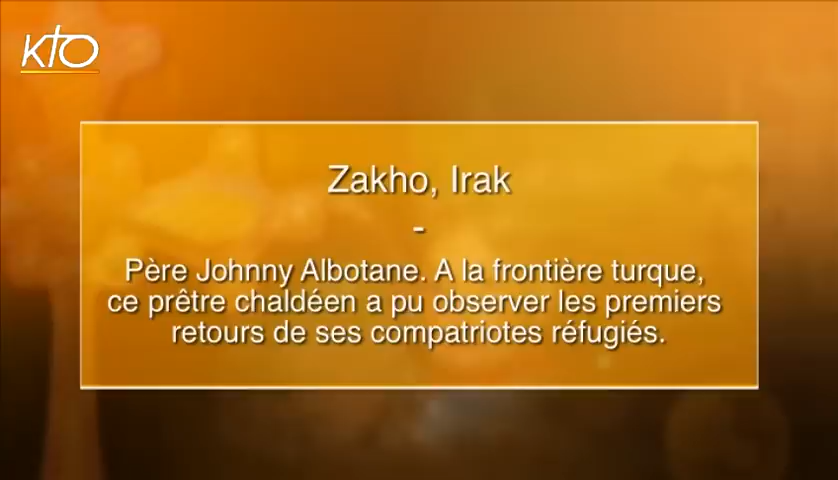 KTO
Zakho, Irak
-
Père Johnny Albotane. A la frontière turque,
ce prêtre chaldéen a pu observer les premiers
retours de ses compatriotes réfugiés.